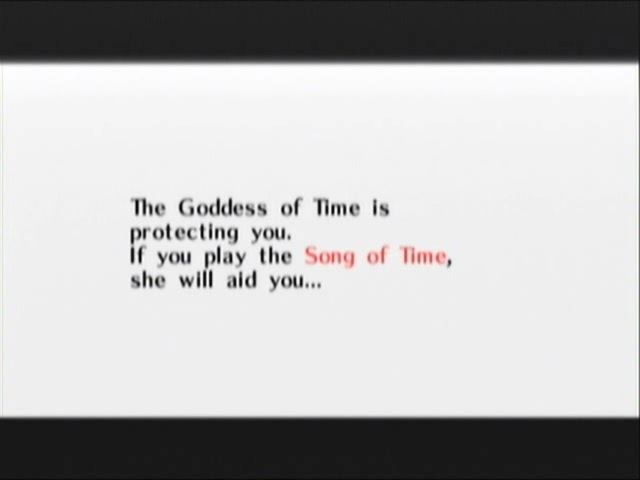 The Goddess of Time is
protecting you.
If you play the Song of Time,
she will aid you...